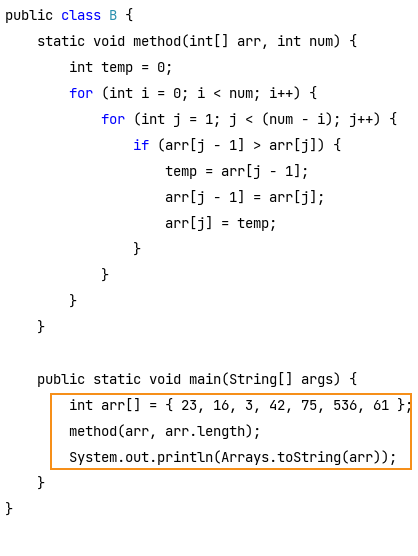 public class B {
static void method(int[] arr, int num) {
int temp = 0;
for (int i = 0; i < num; i++) {
for (int j = 1; j < (num - i); j++) {
if (arr[j - 1] > arr[j]) {
temp = arr[j - 1];
arr[j - 1] = arr[j];
arr[j] = temp;
}
}
}
}
public static void main(String[] args) {
int arr[] = { 23, 16, 3, 42, 75, 536, 61 };
method(arr, arr.length);
System.out.println(Arrays.toString(arr));
}
}